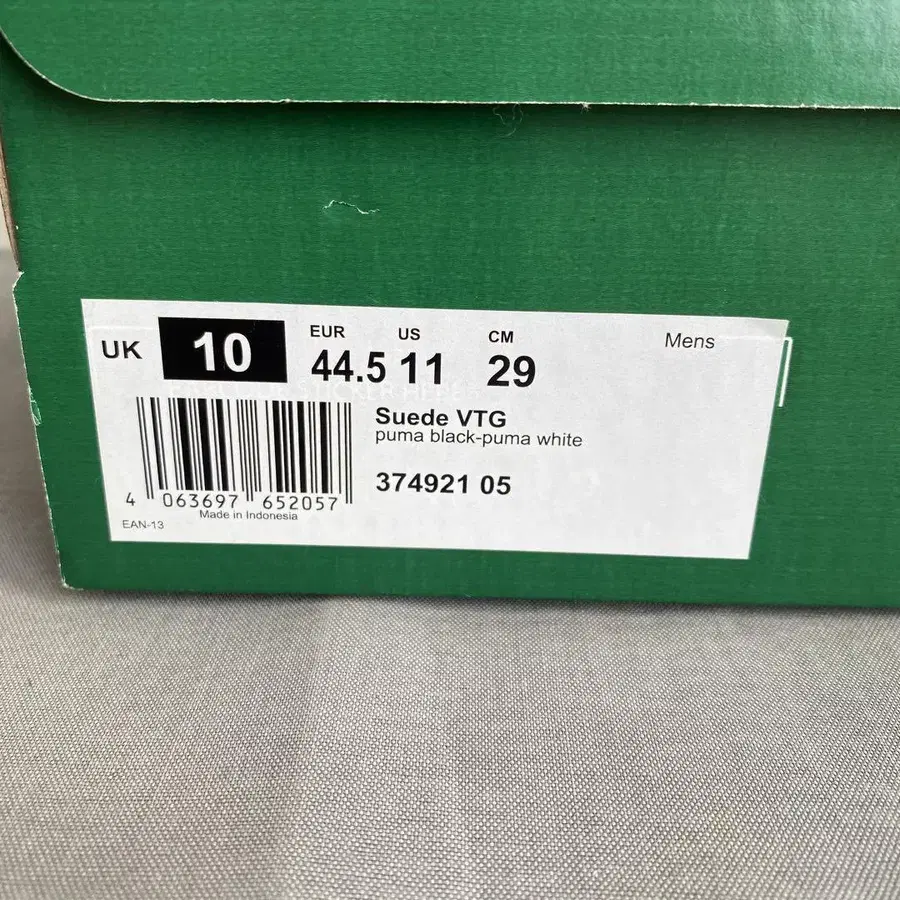 UK 10 EUR 44.5 US 11 CM 29 Mens
Suede VTG
puma black-puma white
374921 05
4 063697 652057
Made in Indonesia
EAN-13